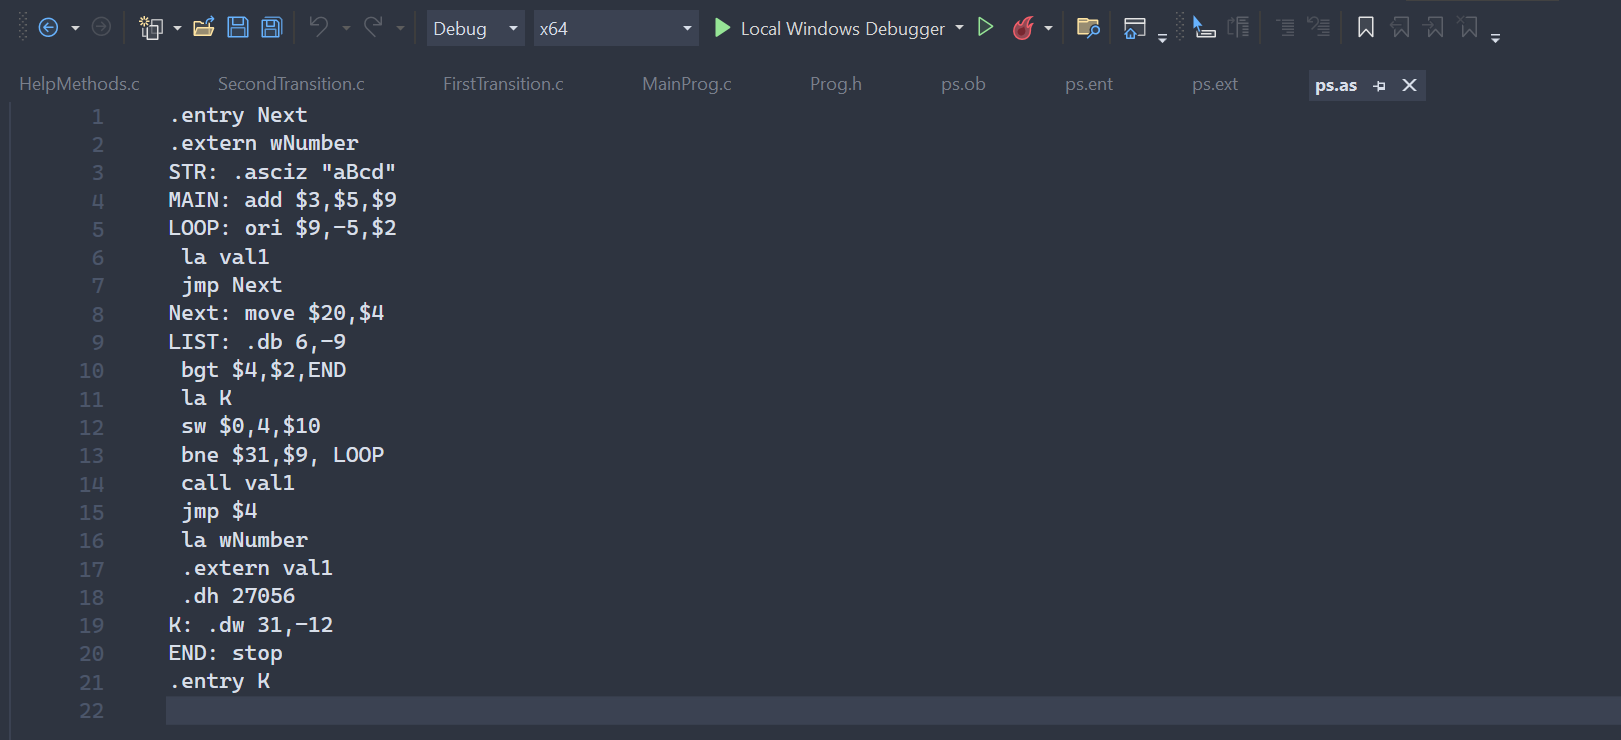 Debug x64 Local Windows Debugger
HelpMethods.c SecondTransition.c FirstTransition.c MainProg.c Prog.h ps.ob ps.ent ps.ext ps.as
1 .entry Next
2 .extern wNumber
3 STR: .asciz "aBcd"
4 MAIN: add $3,$5,$9
5 LOOP: ori $9,-5,$2
6 la val1
7 jmp Next
8 Next: move $20,$4
9 LIST: .db 6,-9
10 bgt $4,$2,END
11 la K
12 sw $0,4,$10
13 bne $31,$9, LOOP
14 call val1
15 jmp $4
16 la wNumber
17 .extern val1
18 .dh 27056
19 K: .dw 31,-12
20 END: stop
21 .entry K
22